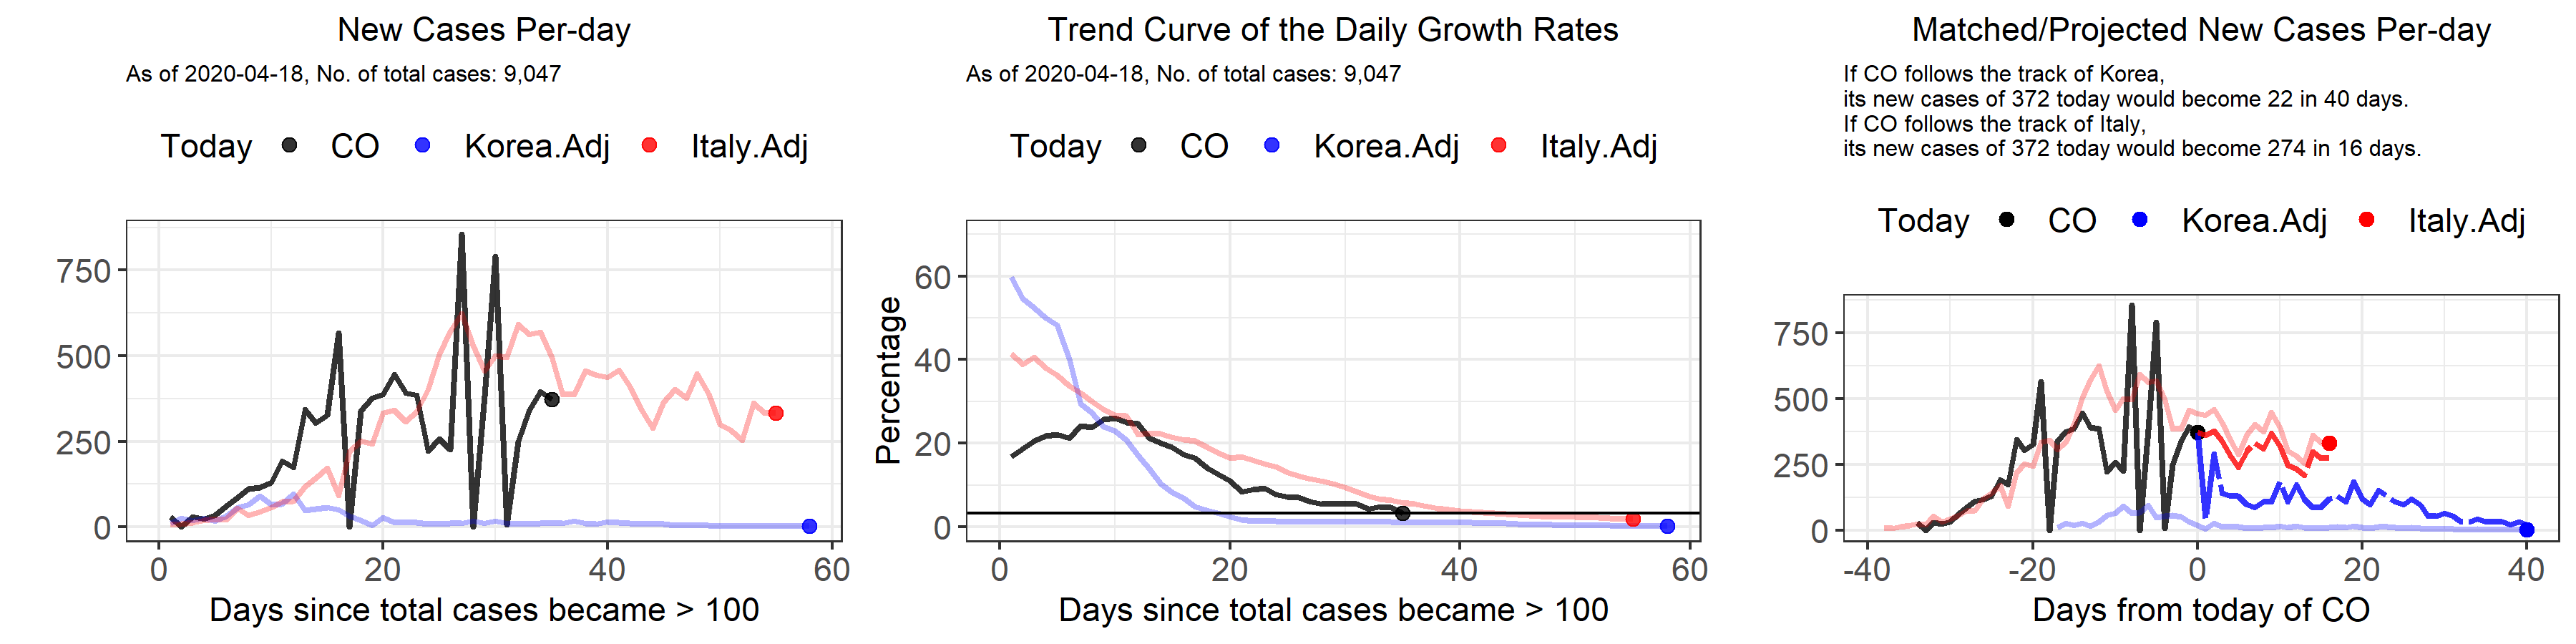 New Cases Per-day
As of 2020-04-18, No. of total cases: 9,047
Today CO Korea.Adj Italy.Adj
750
500
250
0
0 20 40 60
Days since total cases became > 100
Trend Curve of the Daily Growth Rates
As of 2020-04-18, No. of total cases: 9,047
Today CO Korea.Adj Italy.Adj
Percentage
60
40
20
0
0 20 40 60
Days since total cases became > 100
Matched/Projected New Cases Per-day
If CO follows the track of Korea,
its new cases of 372 today would become 22 in 40 days.
If CO follows the track of Italy,
its new cases of 372 today would become 274 in 16 days.
Today CO Korea.Adj Italy.Adj
750
500
250
0
-40 -20 0 20 40
Days from today of CO